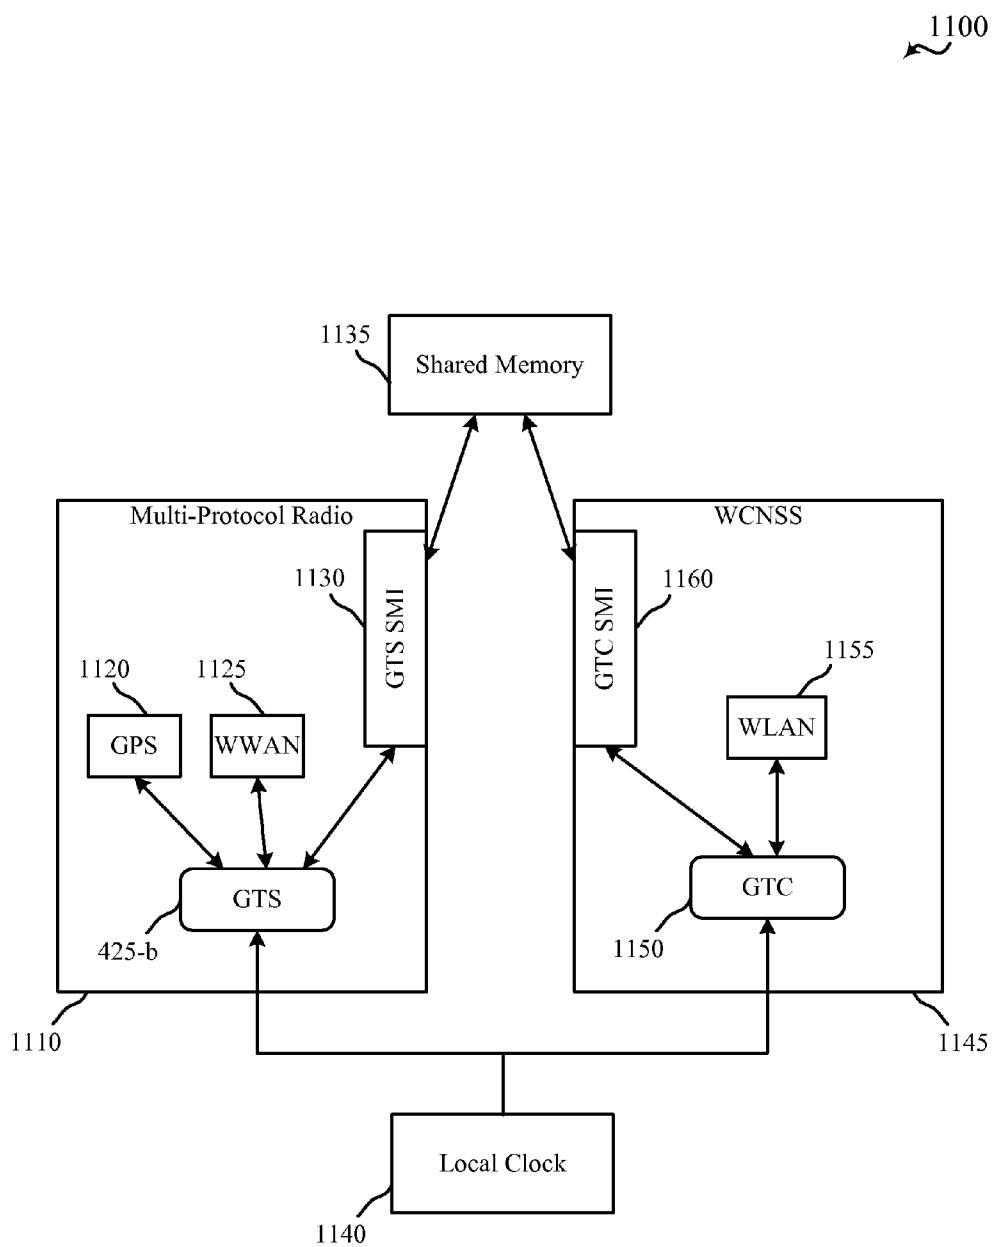 1100
1135
Shared Memory
Multi-Protocol Radio
WCNSS
1130
GTS SMI
GTC SMI
1160
1120
1125
1155
GPS
WWAN
WLAN
GTS
GTC
425-b
1150
1110
1145
Local Clock
1140